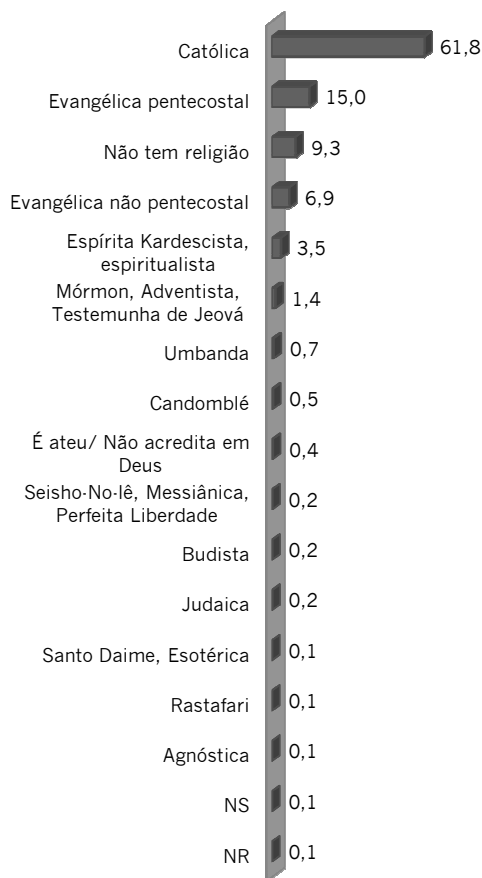 Católica 61,8
Evangélica pentecostal 15,0
Não tem religião 9,3
Evangélica não pentecostal 6,9
Espírita Kardescista,
espiritualista 3,5
Mórmon, Adventista,
Testemunha de Jeová 1,4
Umbanda 0,7
Candomblé 0,5
É ateu/ Não acredita em
Deus 0,4
Seisho-No-Iê, Messiânica,
Perfeita Liberdade 0,2
Budista 0,2
Judaica 0,2
Santo Daime, Esotérica 0,1
Rastafari 0,1
Agnóstica 0,1
NS 0,1
NR 0,1